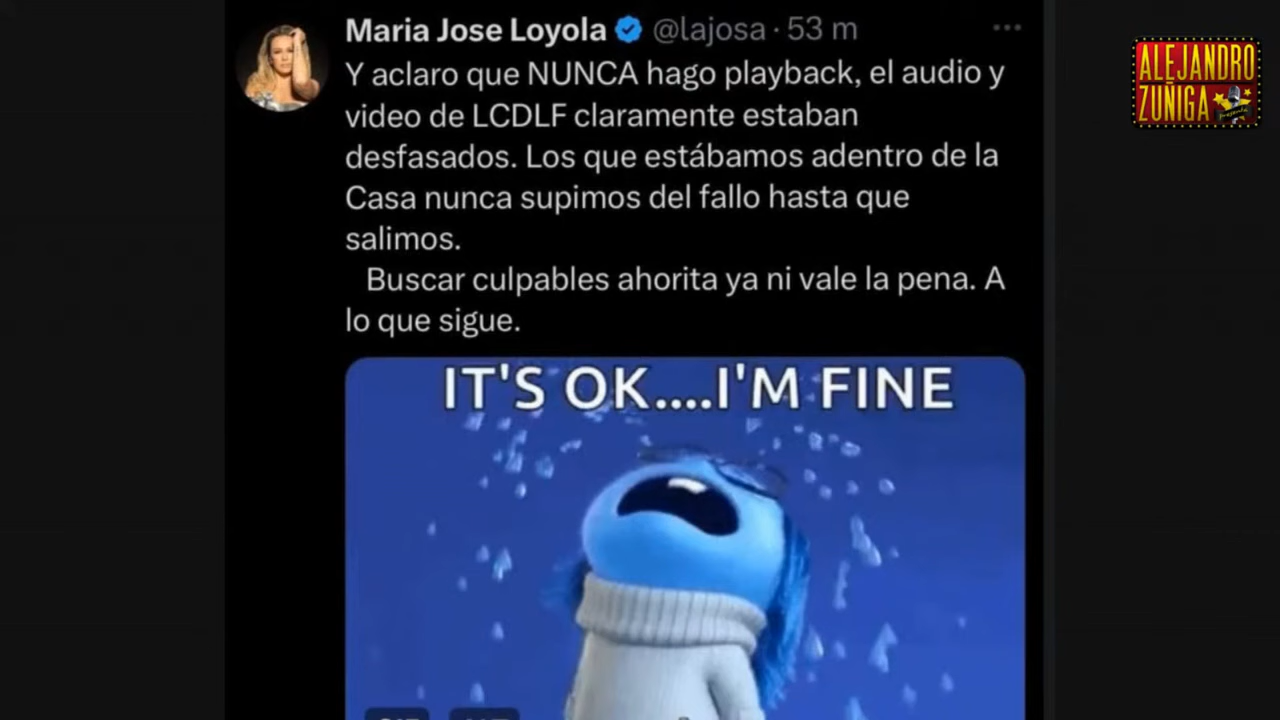 Maria Jose Loyola @lajosa · 53 m
Y aclaro que NUNCA hago playback, el audio y
video de LCDLF claramente estaban
desfasados. Los que estábamos adentro de la
Casa nunca supimos del fallo hasta que
salimos.
Buscar culpables ahorita ya ni vale la pena. A
lo que sigue.
IT'S OK....I'M FINE
ALEJANDRO
ZUÑIGA